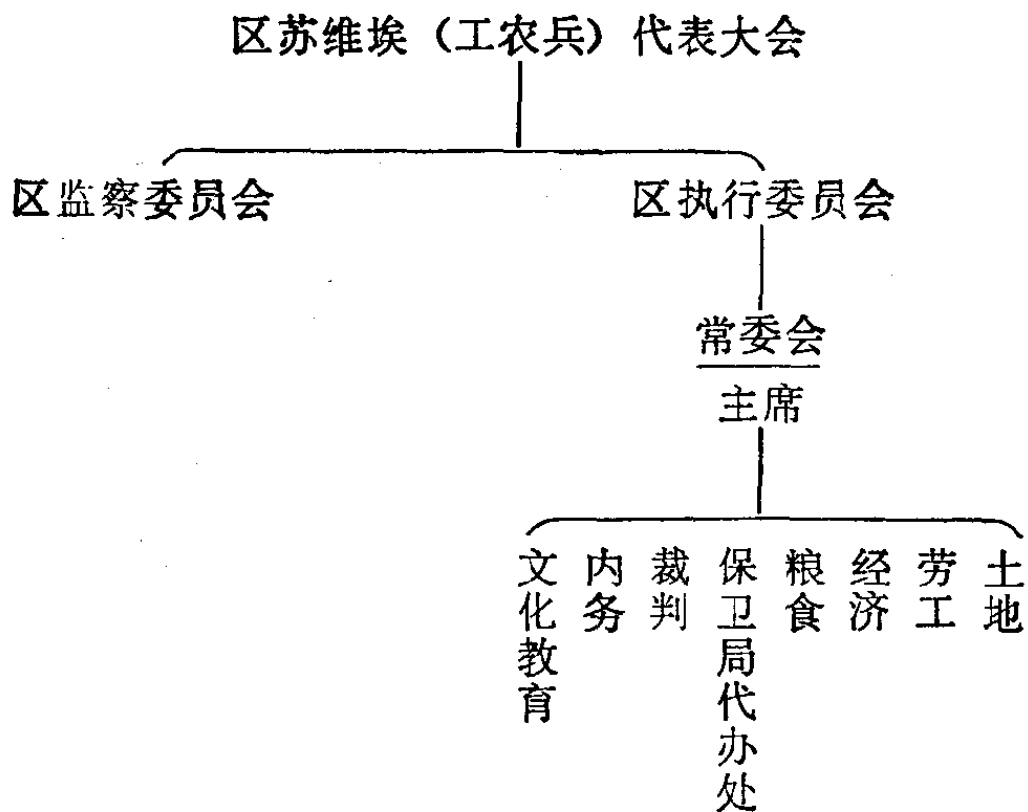 区苏维埃（工农兵）代表大会
区监察委员会
区执行委员会
常委会
主席
文化教育
内务
裁判
保卫局代办处
粮食
经济
劳工
土地